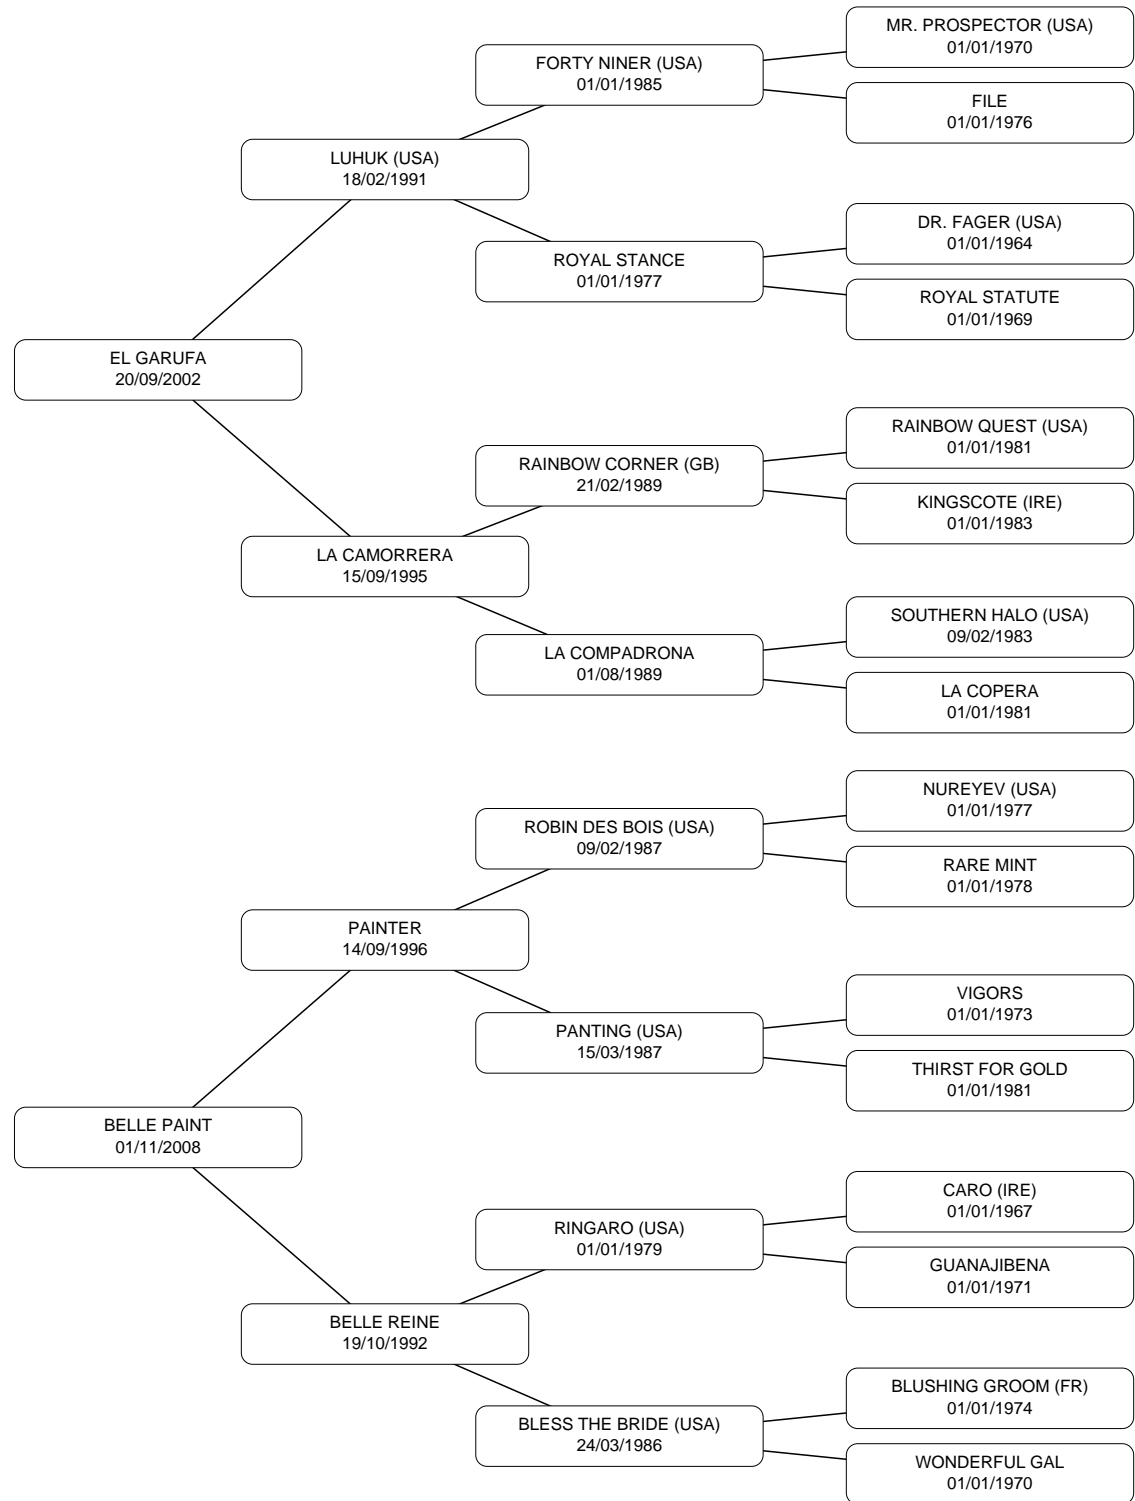 MR. PROSPECTOR (USA)
01/01/1970
FORTY NINER (USA)
01/01/1985
FILE
01/01/1976
LUHUK (USA)
18/02/1991
DR. FAGER (USA)
01/01/1964
ROYAL STANCE
01/01/1977
ROYAL STATUTE
01/01/1969
EL GARUFA
20/09/2002
RAINBOW QUEST (USA)
01/01/1981
RAINBOW CORNER (GB)
21/02/1989
KINGSCOTE (IRE)
01/01/1983
LA CAMORRERA
15/09/1995
SOUTHERN HALO (USA)
09/02/1983
LA COMPADRONA
01/08/1989
LA COPERA
01/01/1981
NUREYEV (USA)
01/01/1977
ROBIN DES BOIS (USA)
09/02/1987
RARE MINT
01/01/1978
PAINTER
14/09/1996
VIGORS
01/01/1973
PANTING (USA)
15/03/1987
THIRST FOR GOLD
01/01/1981
BELLE PAINT
01/11/2008
CARO (IRE)
01/01/1967
RINGARO (USA)
01/01/1979
GUANAJIBENA
01/01/1971
BELLE REINE
19/10/1992
BLUSHING GROOM (FR)
01/01/1974
BLESS THE BRIDE (USA)
24/03/1986
WONDERFUL GAL
01/01/1970